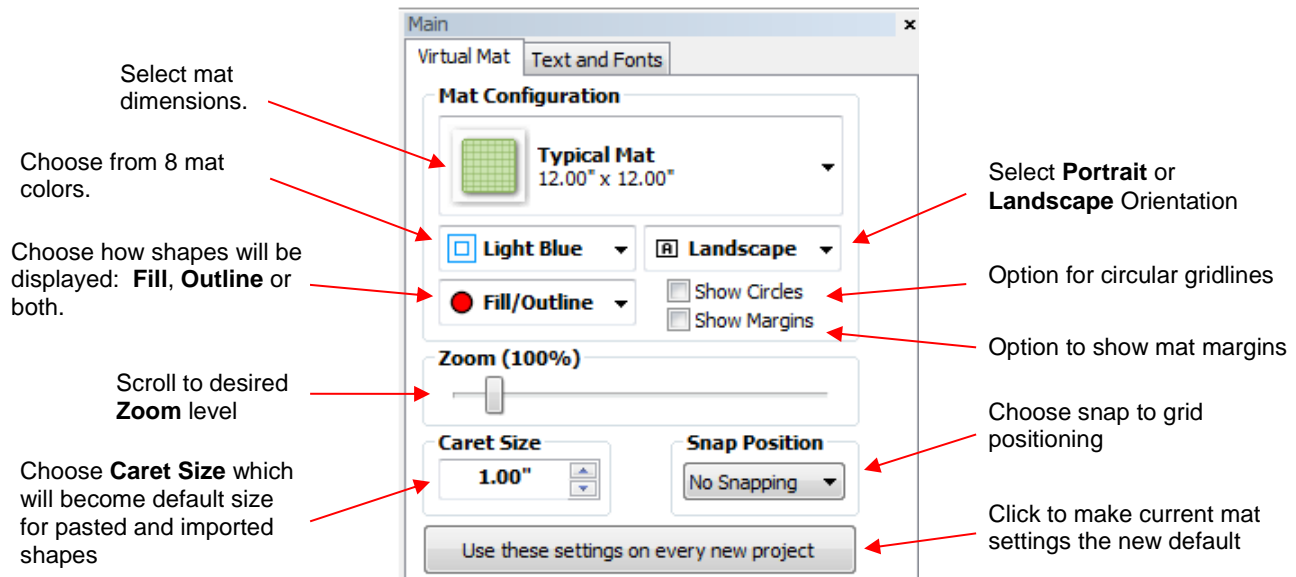 Main
Virtual Mat
Text and Fonts
Select mat
dimensions.
Mat Configuration
Typical Mat
12.00" x 12.00"
Choose from 8 mat
colors.
Select Portrait or
Landscape Orientation
Light Blue
A Landscape
Choose how shapes will be
displayed:  Fill, Outline or
both.
Fill/Outline
Show Circles
Show Margins
Option for circular gridlines
Option to show mat margins
Zoom (100%)
Scroll to desired
Zoom level
Choose snap to grid
positioning
Caret Size
1.00"
Snap Position
No Snapping
Choose Caret Size which
will become default size
for pasted and imported
shapes
Click to make current mat
settings the new default
Use these settings on every new project